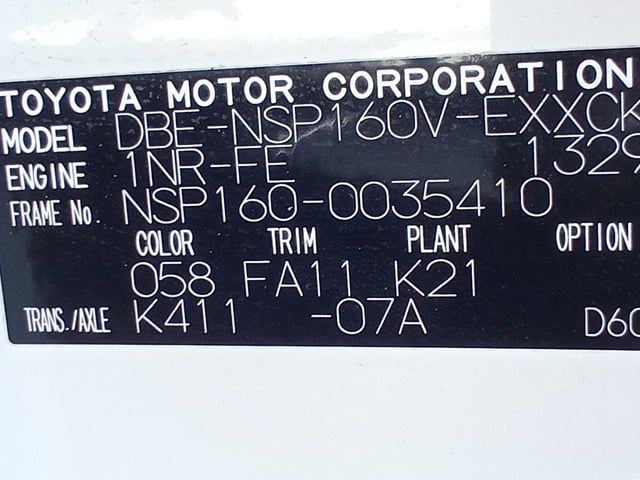 TOYOTA MOTOR CORPORATION
MODEL DBE-NSP160V-EXXCK
ENGINE 1NR-FE 1329
FRAME No. NSP160-0035410
COLOR TRIM PLANT OPTION
058 FA11 K21
TRANS./AXLE K411 -07A D60